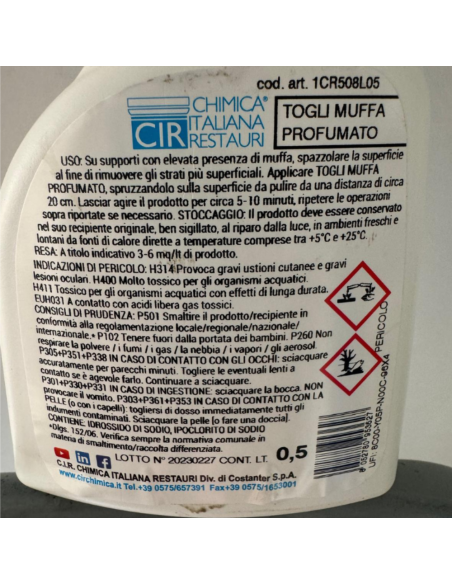 cod. art. 1CR508L05
CIR
CHIMICA®
ITALIANA
RESTAURI
TOGLI MUFFA
PROFUMATO
USO: Su supporti con elevata presenza di muffa, spazzolare la superficie
al fine di rimuovere gli strati più superficiali. Applicare TOGLI MUFFA
PROFUMATO, spruzzandolo sulla superficie da pulire da una distanza di circa
20 cm. Lasciar agire il prodotto per circa 5-10 minuti, ripetere le operazioni
sopra riportate se necessario. STOCCAGGIO: Il prodotto deve essere conservato
nel suo recipiente originale, ben sigillato, al riparo dalla luce, in ambienti freschi e
lontani da fonti di calore dirette a temperature comprese tra +5°C e +25°C.
RESA: A titolo indicativo 3-6 mq/lt di prodotto.
INDICAZIONI DI PERICOLO: H314 Provoca gravi ustioni cutanee e gravi
lesioni oculari. H400 Molto tossico per gli organismi acquatici.
H411 Tossico per gli organismi acquatici con effetti di lunga durata.
EUH031 A contatto con acidi libera gas tossici.
CONSIGLI DI PRUDENZA: P501 Smaltire il prodotto/recipiente in
conformità alla regolamentazione locale/regionale/nazionale/
internazionale.* P102 Tenere fuori dalla portata dei bambini. P260 Non
respirare la polvere / i fumi / i gas / la nebbia / i vapori / gli aerosol.
P305+P351+P338 IN CASO DI CONTATTO CON GLI OCCHI: sciacquare
accuratamente per parecchi minuti. Togliere le eventuali lenti a
contatto se è agevole farlo. Continuare a sciacquare.
P301+P330+P331 IN CASO DI INGESTIONE: sciacquare la bocca. NON
provocare il vomito. P303+P361+P353 IN CASO DI CONTATTO CON LA
PELLE (o con i capelli): togliersi di dosso immediatamente tutti gli
indumenti contaminati. Sciacquare la pelle [o fare una doccia].
CONTIENE: IDROSSIDO DI SODIO, IPOCLORITO DI SODIO
*Dlgs. 152/06. Verifica sempre la normativa comunale in
materia di smaltimento/raccolta differenziata.
PERICOLO
LOTTO N° 20230227 CONT. LT. 0,5
C.I.R. CHIMICA ITALIANA RESTAURI Div. di Costanter S.p.A.
www.circhimica.it Tel.+39 0575/657391 Fax+39 0575/1653001